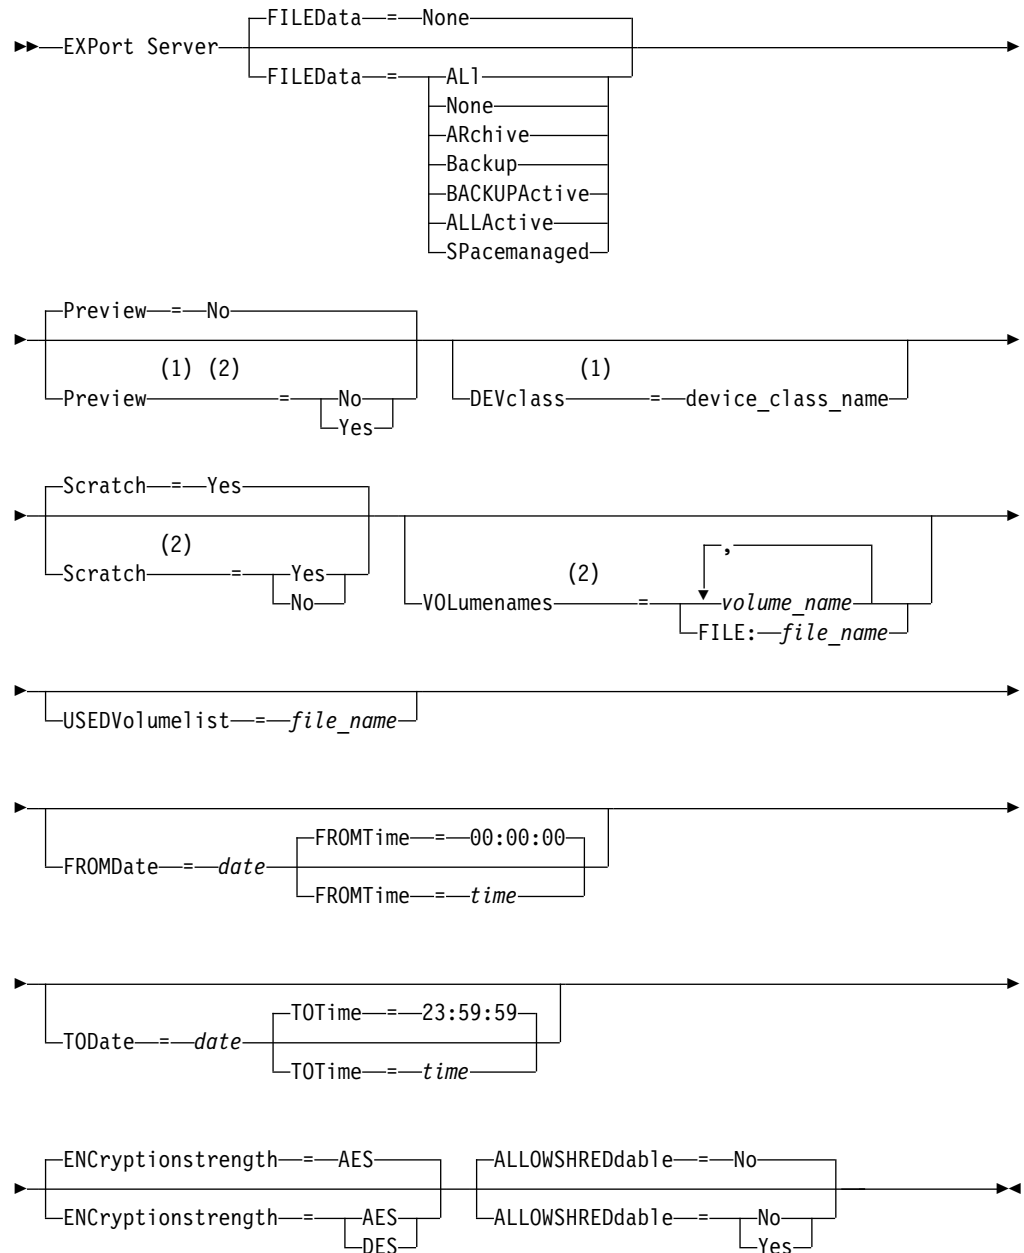 FILEData = None
EXPort Server
FILEData = ALl
None
ARchive
Backup
BACKUPActive
ALLActive
SPacemanaged
Preview = No
(1) (2)
Preview = No
Yes
(1)
DEVclass = device_class_name
Scratch = Yes
(2)
Scratch = Yes
No
,
(2)
VOLumenames = volume_name
FILE: file_name
USEDVolumelist = file_name
FROMTime = 00:00:00
FROMDate = date
FROMTime = time
TOTime = 23:59:59
TODate = date
TOTime = time
ENCryptionstrength = AES
ENCryptionstrength = AES
DES
ALLOWSHREDdable = No
ALLOWSHREDdable = No
Yes